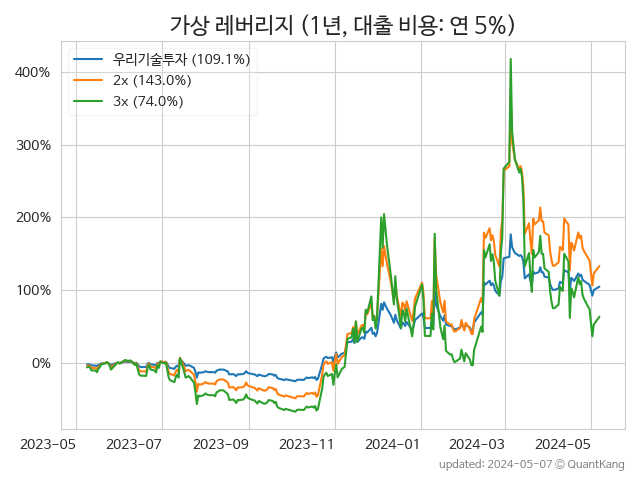 가상 레버리지 (1년, 대출 비용: 연 5%)
우리기술투자 (109.1%)
2x (143.0%)
3x (74.0%)
400%
300%
200%
100%
0%
2023-05 2023-07 2023-09 2023-11 2024-01 2024-03 2024-05
updated: 2024-05-07 © QuantKang